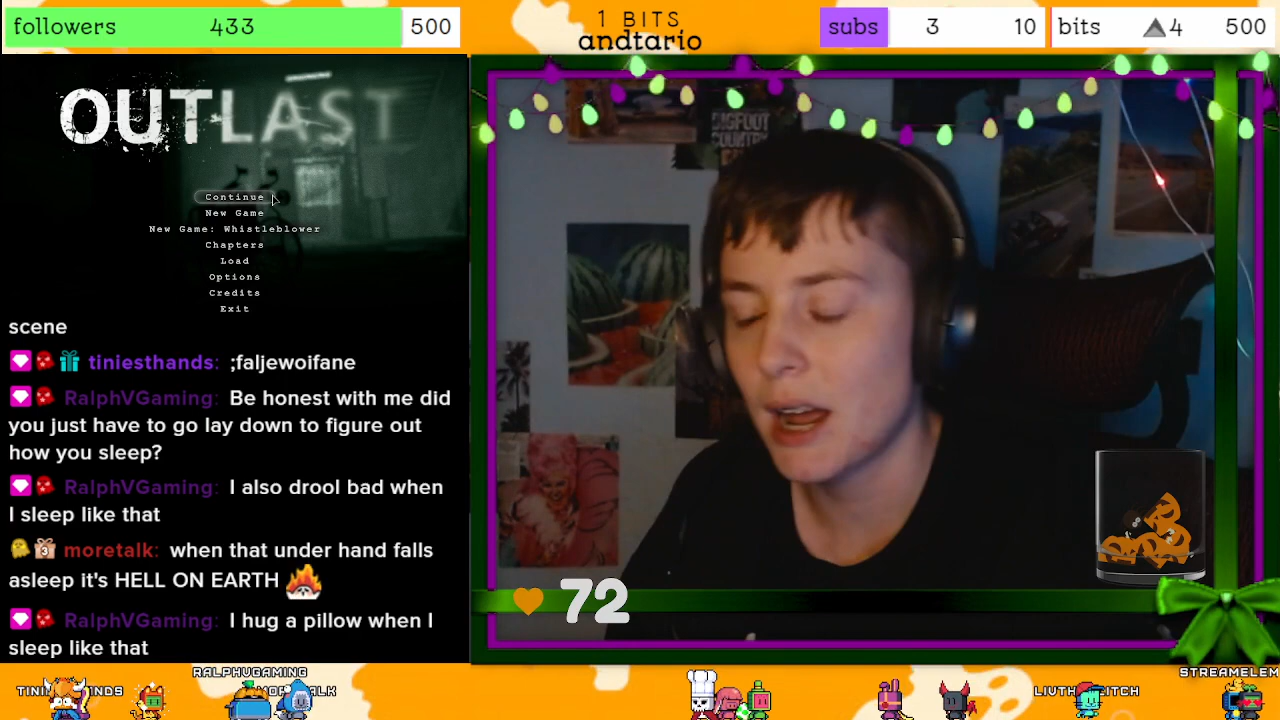 followers 433 500
1 BITS
andtario
subs 3 10
bits 4 500
OUTLAST
Continue
New Game
New Game: Whistleblower
Chapters
Load
Options
Credits
Exit
BIGFOOT
COUNTRY
scene
tiniesthands: ;faljewoifane
RalphVGaming: Be honest with me did
you just have to go lay down to figure out
how you sleep?
RalphVGaming: I also drool bad when
I sleep like that
3 moretalk: when that under hand falls
asleep it's HELL ON EARTH
RalphVGaming: I hug a pillow when I
sleep like that
72
RALPHVGAMING
STREAMELEM